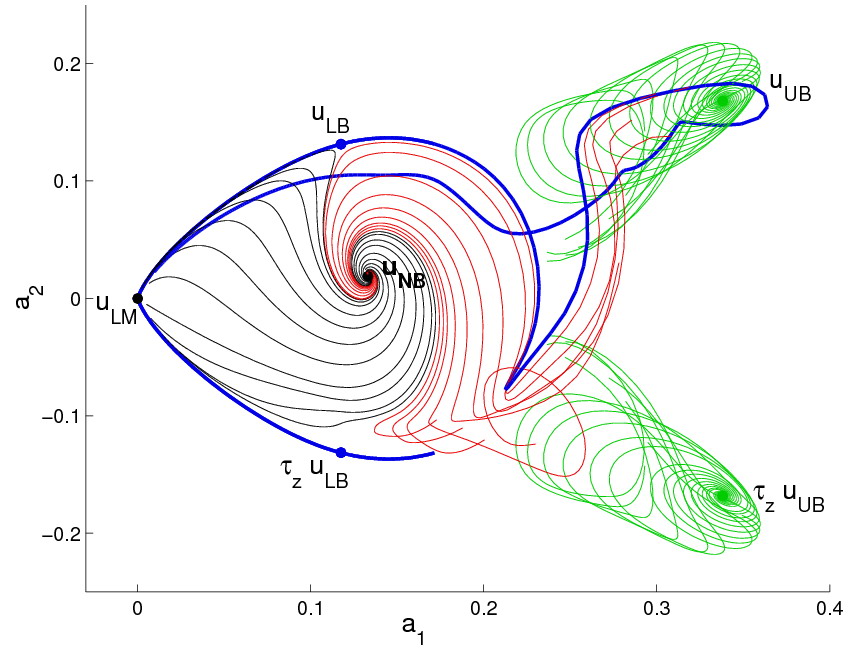 0.2
u_UB
u_LB
0.1
u_NB
a_2
0
u_LM
−0.1
τ_z u_LB
τ_z u_UB
−0.2
0
0.1
0.2
0.3
0.4
a_1